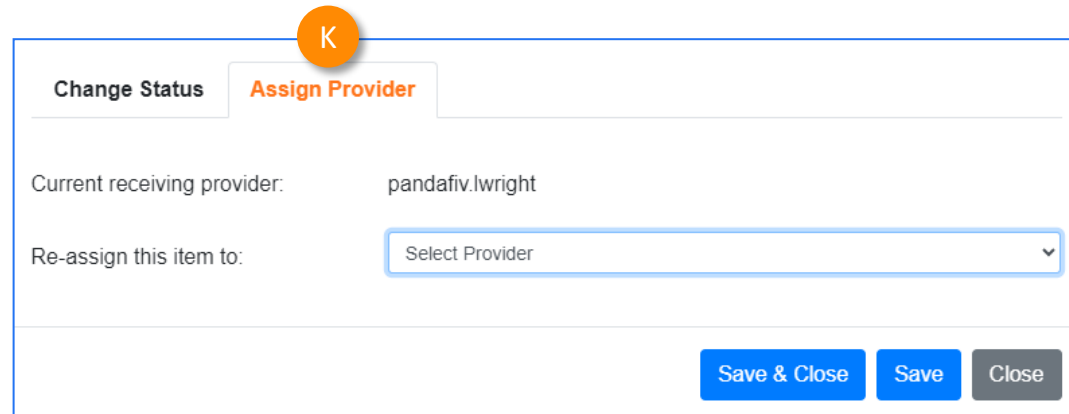 K
Change Status Assign Provider
Current receiving provider: pandafiv.lwright
Re-assign this item to: Select Provider
Save & Close Save Close